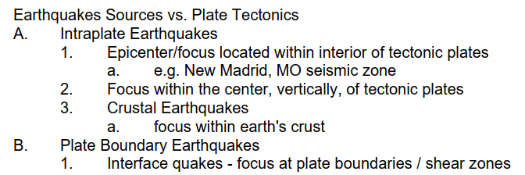 Earthquakes Sources vs. Plate Tectonics
A. Intraplate Earthquakes
1. Epicenter/focus located within interior of tectonic plates
a. e.g. New Madrid, MO seismic zone
2. Focus within the center, vertically, of tectonic plates
3. Crustal Earthquakes
a. focus within earth's crust
B. Plate Boundary Earthquakes
1. Interface quakes - focus at plate boundaries / shear zones